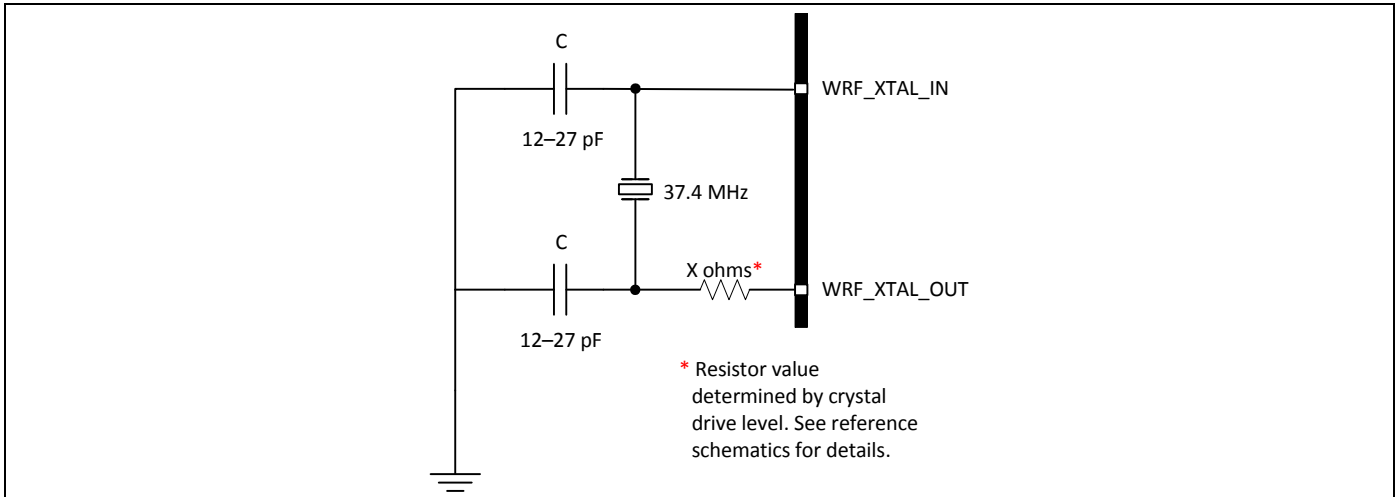 C
WRF_XTAL_IN
12–27 pF
37.4 MHz
C
X ohms*
WRF_XTAL_OUT
12–27 pF
* Resistor value
determined by crystal
drive level. See reference
schematics for details.